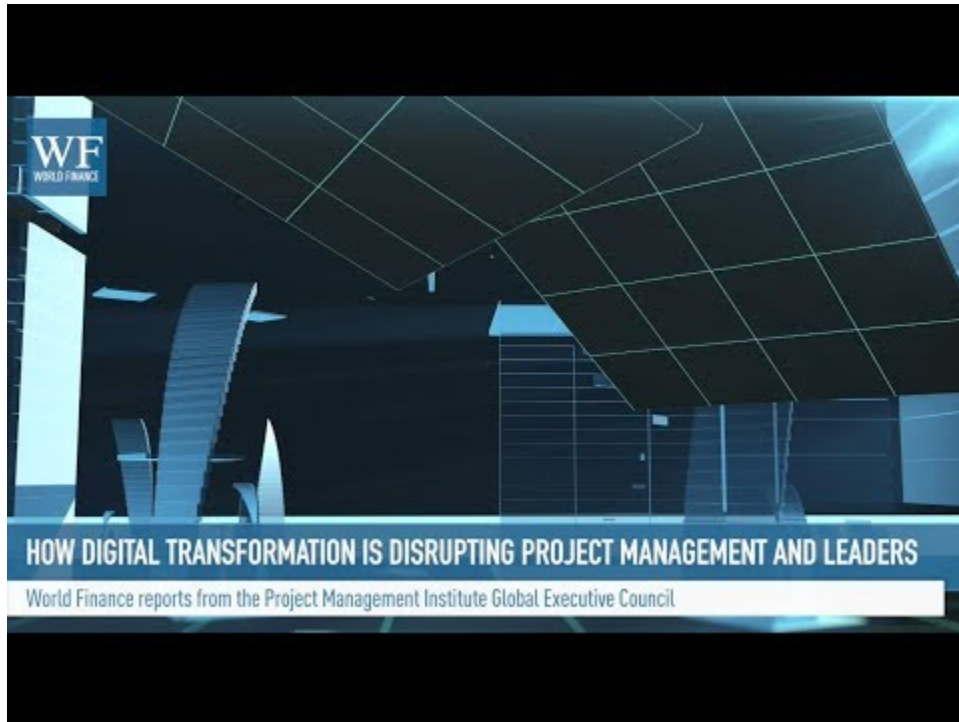 WF
WORLD FINANCE
HOW DIGITAL TRANSFORMATION IS DISRUPTING PROJECT MANAGEMENT AND LEADERS
World Finance reports from the Project Management Institute Global Executive Council